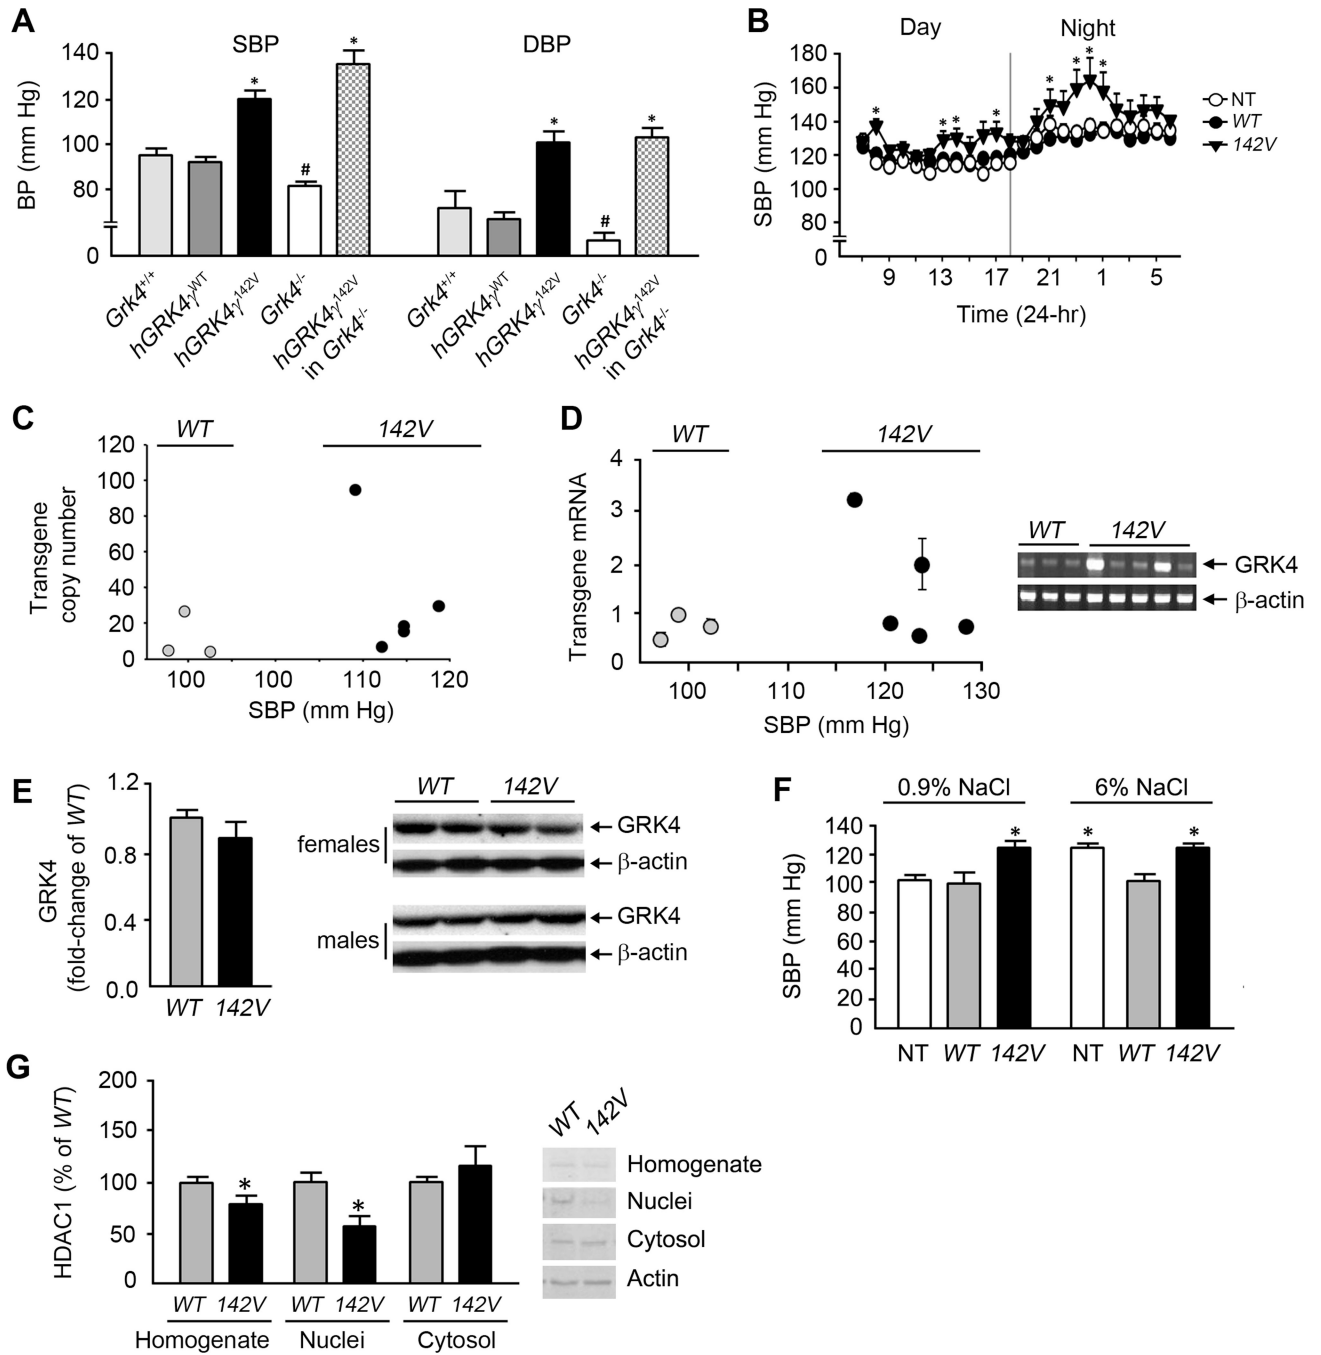 A
SBP
DBP
BP (mm Hg)
140
120
100
80
0
*
*
#
*
*
#
Grk4+/+
hGRK4γWT
hGRK4γ142V
Grk4-/-
hGRK4γ142V
in Grk4-/-
Grk4+/+
hGRK4γWT
hGRK4γ142V
Grk4-/-
hGRK4γ142V
in Grk4-/-
B
Day
Night
SBP (mm Hg)
180
160
140
120
100
80
0
* * * * * * * * *
9 13 17 21 1 5
Time (24-hr)
NT
WT
142V
C
WT
142V
Transgene
copy number
120
100
80
60
40
20
0
100 100 110 120
SBP (mm Hg)
D
WT
142V
Transgene mRNA
4
3
2
1
0
100 110 120 130
SBP (mm Hg)
WT 142V
GRK4
β-actin
E
GRK4
(fold-change of WT)
1.2
0.8
0.4
0.0
WT 142V
WT 142V
females
GRK4
β-actin
males
GRK4
β-actin
F
0.9% NaCl
6% NaCl
SBP (mm Hg)
140
120
100
80
60
40
20
0
* * *
NT WT 142V NT WT 142V
G
HDAC1 (% of WT)
200
150
100
50
0
* *
WT 142V WT 142V WT 142V
Homogenate Nuclei Cytosol
WT 142V
Homogenate
Nuclei
Cytosol
Actin